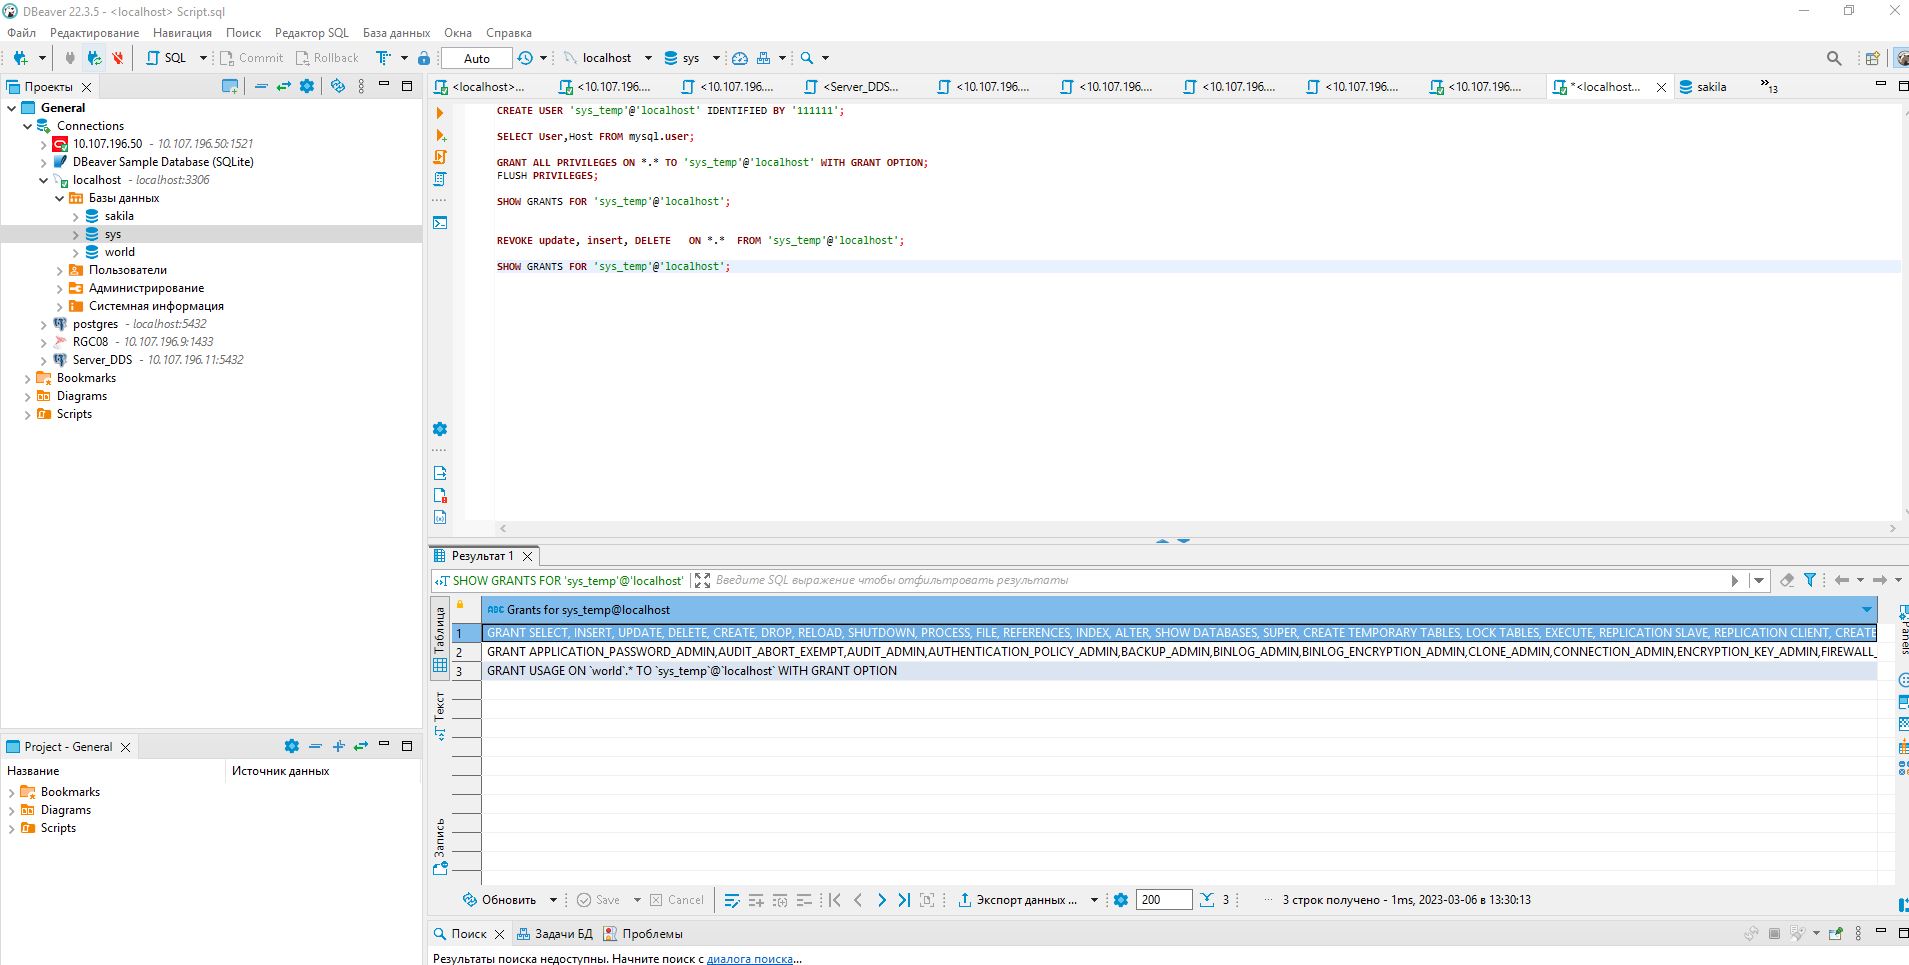 DBeaver 22.3.5 - <localhost> Script.sql
Файл Редактирование Навигация Поиск Редактор SQL База данных Окна Справка
SQL Commit Rollback Auto localhost sys
Проекты
General
Connections
10.107.196.50 - 10.107.196.50:1521
DBeaver Sample Database (SQLite)
localhost - localhost:3306
Базы данных
sakila
sys
world
Пользователи
Администрирование
Системная информация
postgres - localhost:5432
RGC08 - 10.107.196.9:1433
Server_DDS - 10.107.196.11:5432
Bookmarks
Diagrams
Scripts
Project - General
Название Источник данных
Bookmarks
Diagrams
Scripts
<localhost>... <10.107.196.... <10.107.196.... <Server_DDS... <10.107.196.... <10.107.196.... <10.107.196.... <10.107.196.... <10.107.196.... *<localhost... sakila »13
CREATE USER 'sys_temp'@'localhost' IDENTIFIED BY '111111';
SELECT User,Host FROM mysql.user;
GRANT ALL PRIVILEGES ON *.* TO 'sys_temp'@'localhost' WITH GRANT OPTION;
FLUSH PRIVILEGES;
SHOW GRANTS FOR 'sys_temp'@'localhost';
REVOKE update, insert, DELETE ON *.* FROM 'sys_temp'@'localhost';
SHOW GRANTS FOR 'sys_temp'@'localhost';
Результат 1
SHOW GRANTS FOR 'sys_temp'@'localhost' Введите SQL выражение чтобы отфильтровать результаты
Таблица
Текст
Запись
ABC Grants for sys_temp@localhost
1 GRANT SELECT, INSERT, UPDATE, DELETE, CREATE, DROP, RELOAD, SHUTDOWN, PROCESS, FILE, REFERENCES, INDEX, ALTER, SHOW DATABASES, SUPER, CREATE TEMPORARY TABLES, LOCK TABLES, EXECUTE, REPLICATION SLAVE, REPLICATION CLIENT, CREATE
2 GRANT APPLICATION_PASSWORD_ADMIN,AUDIT_ABORT_EXEMPT,AUDIT_ADMIN,AUTHENTICATION_POLICY_ADMIN,BACKUP_ADMIN,BINLOG_ADMIN,BINLOG_ENCRYPTION_ADMIN,CLONE_ADMIN,CONNECTION_ADMIN,ENCRYPTION_KEY_ADMIN,FIREWALL_
3 GRANT USAGE ON `world`.* TO `sys_temp`@`localhost` WITH GRANT OPTION
Panels
Обновить Save Cancel Экспорт данных ... 200 3 ... 3 строк получено - 1ms, 2023-03-06 в 13:30:13
Поиск Задачи БД Проблемы
Результаты поиска недоступны. Начните поиск с диалога поиска...